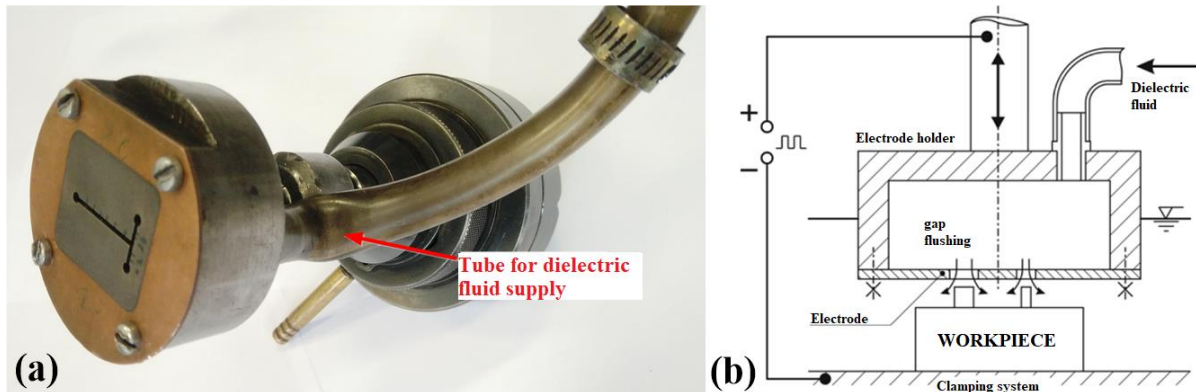 Tube for dielectric
fluid supply
(a)
+
−
Electrode holder
Dielectric
fluid
gap
flushing
Electrode
WORKPIECE
Clamping system
(b)